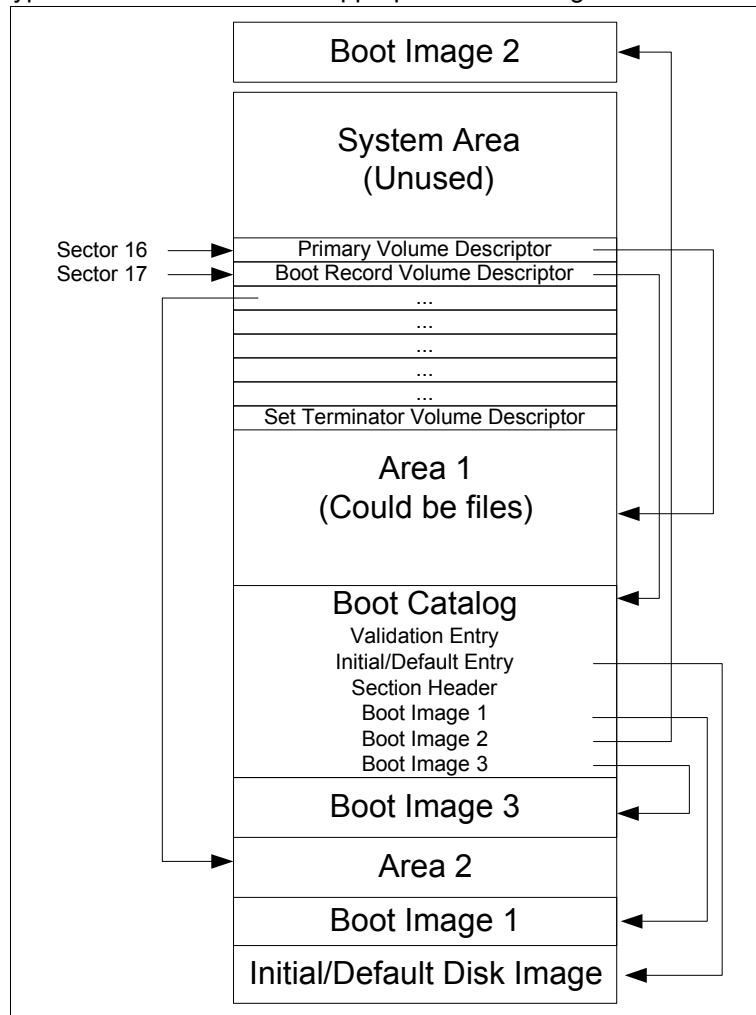 Boot Image 2
System Area
(Unused)
Sector 16
Primary Volume Descriptor
Sector 17
Boot Record Volume Descriptor
...
...
...
...
...
Set Terminator Volume Descriptor
Area 1
(Could be files)
Boot Catalog
Validation Entry
Initial/Default Entry
Section Header
Boot Image 1
Boot Image 2
Boot Image 3
Boot Image 3
Area 2
Boot Image 1
Initial/Default Disk Image